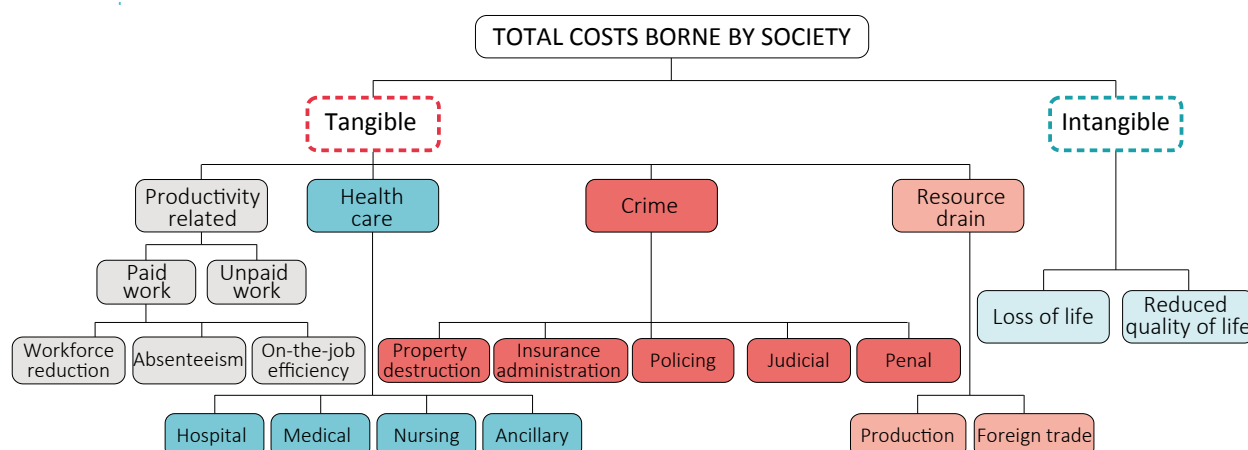 TOTAL COSTS BORNE BY SOCIETY
Tangible
Intangible
Productivity
related
Health
care
Crime
Resource
drain
Paid
work
Unpaid
work
Loss of life
Reduced
quality of life
Workforce
reduction
Absenteeism
On-the-job
efficiency
Property
destruction
Insurance
administration
Policing
Judicial
Penal
Hospital
Medical
Nursing
Ancillary
Production
Foreign trade